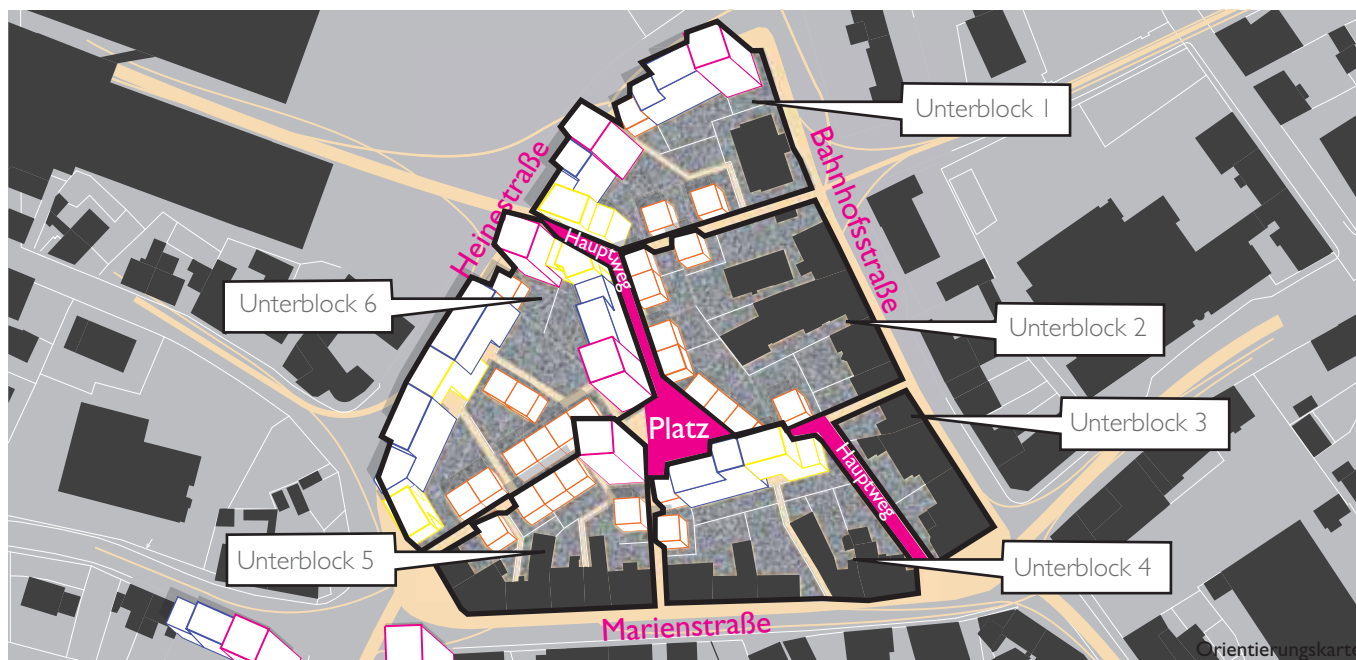 Unterblock 1
Bahnhofsstraße
Heinestraße
Hauptweg
Unterblock 6
Unterblock 2
Unterblock 3
Platz
Hauptweg
Unterblock 5
Unterblock 4
Marienstraße
Orientierungskarte